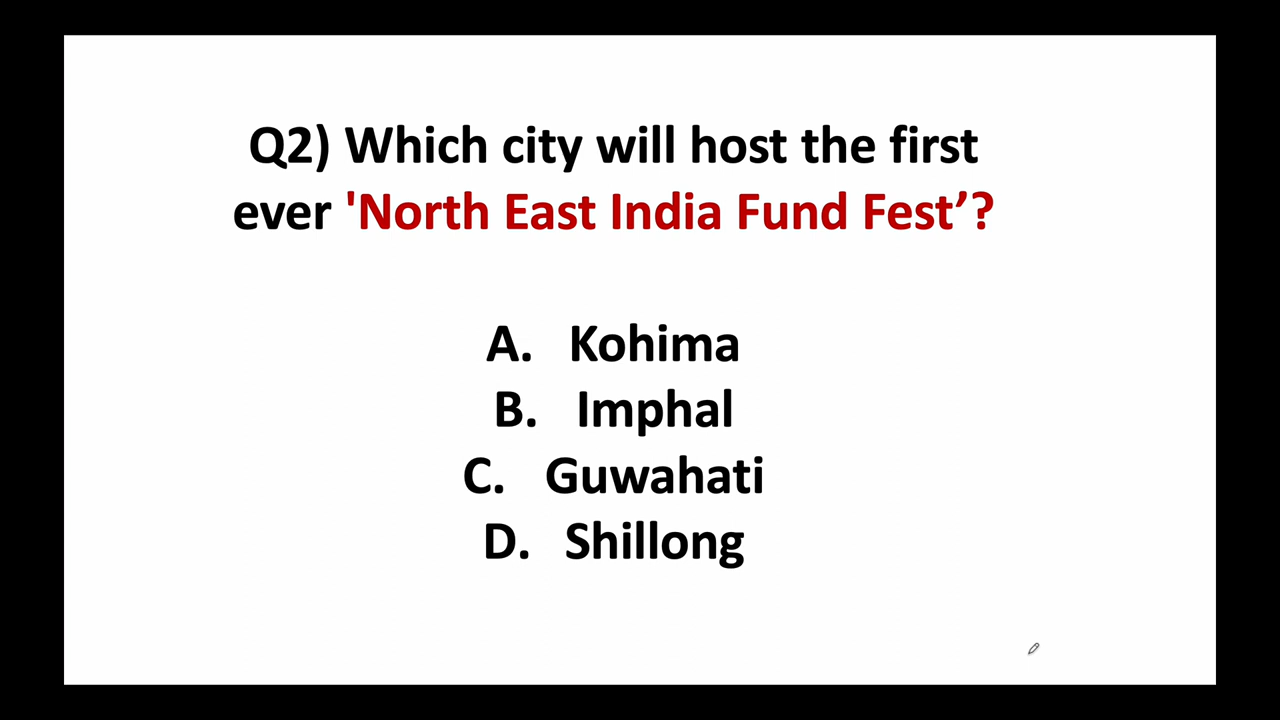 Q2) Which city will host the first
ever 'North East India Fund Fest’?
A. Kohima
B. Imphal
C. Guwahati
D. Shillong